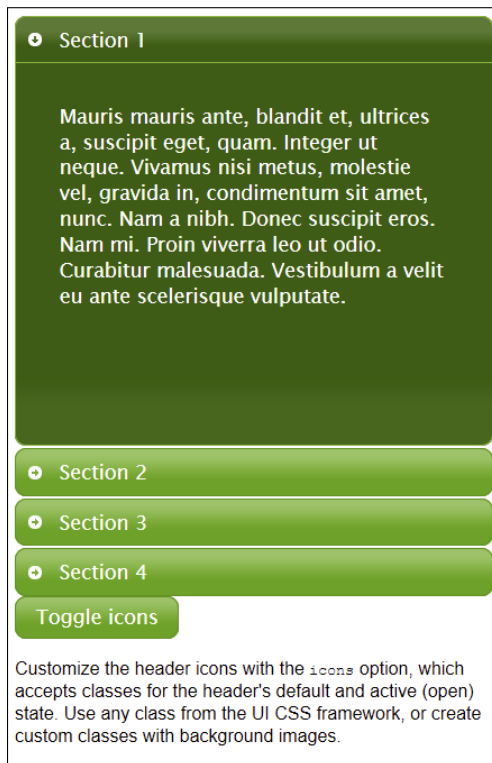 Section 1
Mauris mauris ante, blandit et, ultrices
a, suscipit eget, quam. Integer ut
neque. Vivamus nisi metus, molestie
vel, gravida in, condimentum sit amet,
nunc. Nam a nibh. Donec suscipit eros.
Nam mi. Proin viverra leo ut odio.
Curabitur malesuada. Vestibulum a velit
eu ante scelerisque vulputate.
Section 2
Section 3
Section 4
Toggle icons
Customize the header icons with the icons option, which
accepts classes for the header's default and active (open)
state. Use any class from the UI CSS framework, or create
custom classes with background images.